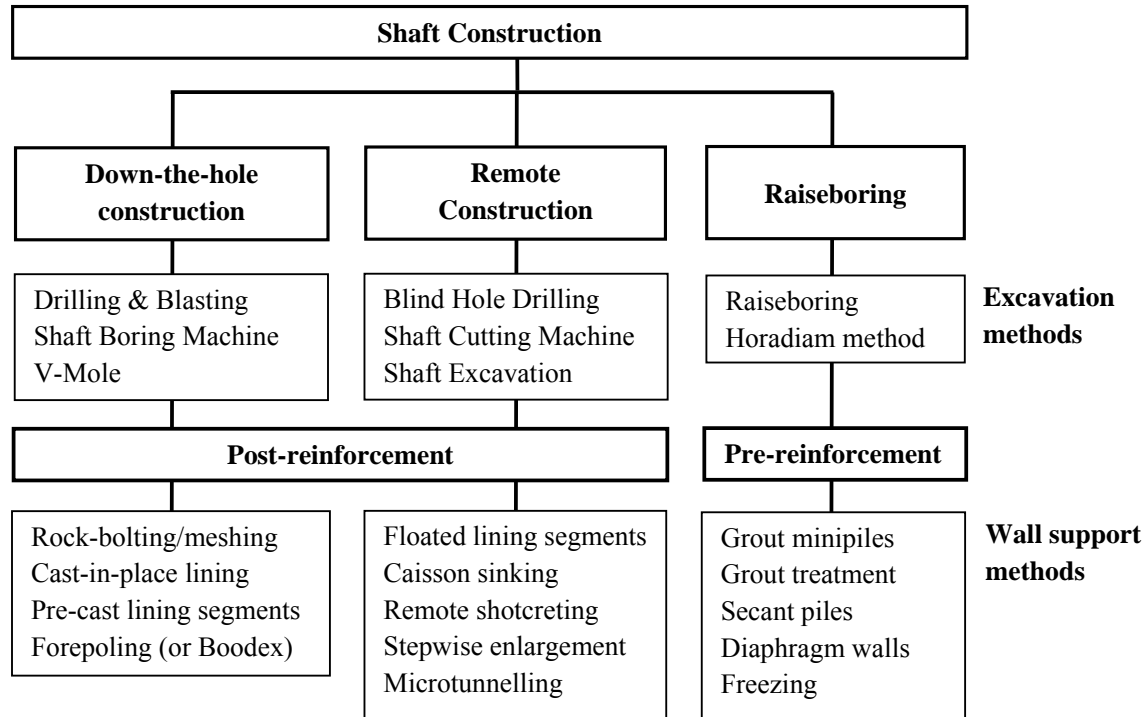 Shaft Construction
Down-the-hole
construction
Remote
Construction
Raiseboring
Drilling & Blasting
Shaft Boring Machine
V-Mole
Blind Hole Drilling
Shaft Cutting Machine
Shaft Excavation
Raiseboring
Horadiam method
Excavation
methods
Post-reinforcement
Pre-reinforcement
Rock-bolting/meshing
Cast-in-place lining
Pre-cast lining segments
Forepoling (or Boodex)
Floated lining segments
Caisson sinking
Remote shotcreting
Stepwise enlargement
Microtunnelling
Grout minipiles
Grout treatment
Secant piles
Diaphragm walls
Freezing
Wall support
methods